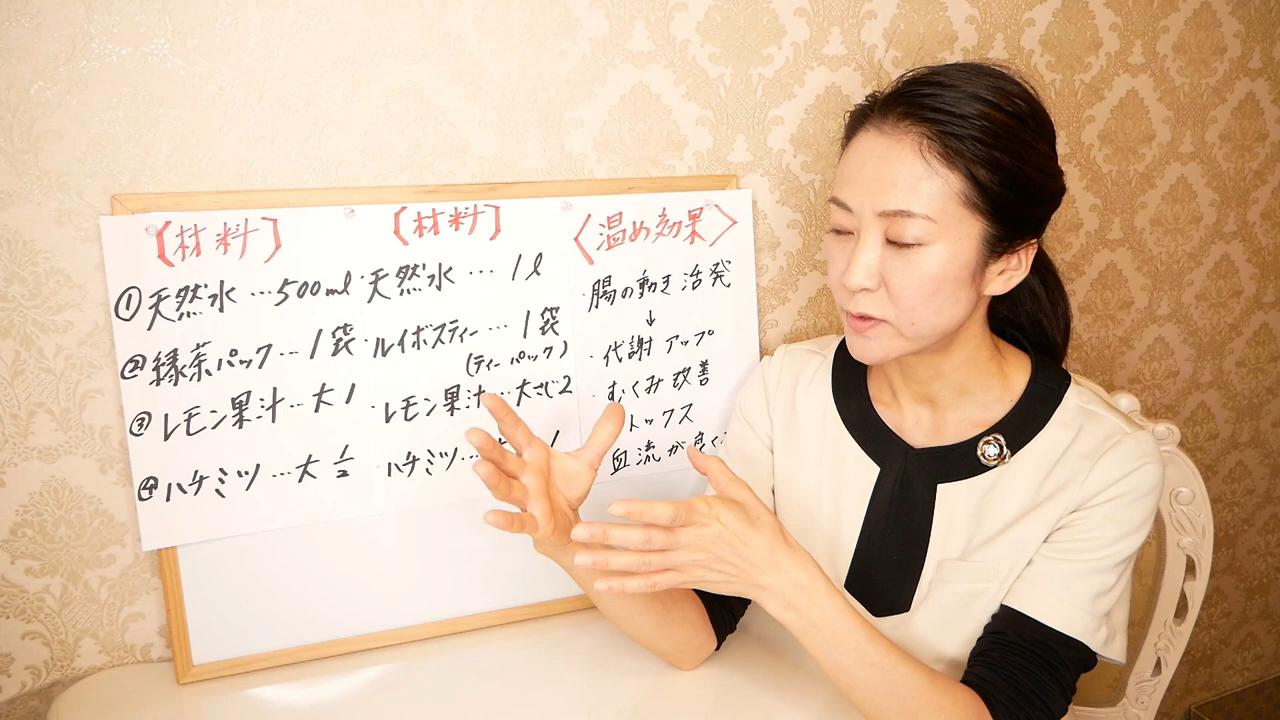 【材料】
①天然水…500ml
②緑茶パック…1袋
③レモン果汁…大1
④ハチミツ…大½
【材料】
・天然水…1ℓ
・ルイボスティー…1袋
(ティーパック)
・レモン果汁…大さじ2
・ハチミツ… 1
〈温め効果〉
・腸の動き活発
↓
・代謝アップ
・むくみ改善
トックス
血流が良く